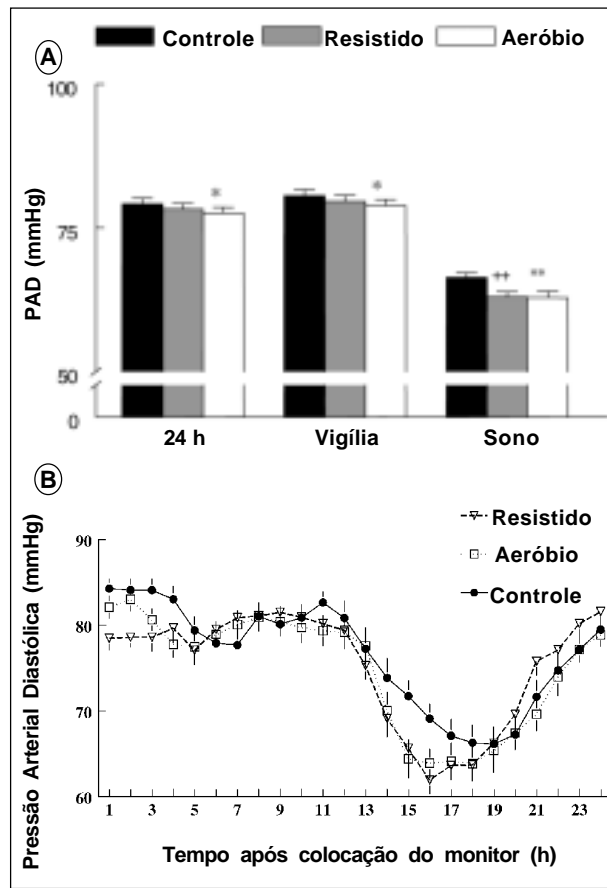 Controle Resistido Aeróbio
A
PAD (mmHg)
100
75
50
0
* * ++ **
24 h Vigília Sono
B
Pressão Arterial Diastólica (mmHg)
90
80
70
60
Resistido
Aeróbio
Controle
1 3 5 7 9 11 13 15 17 19 21 23
Tempo após colocação do monitor (h)